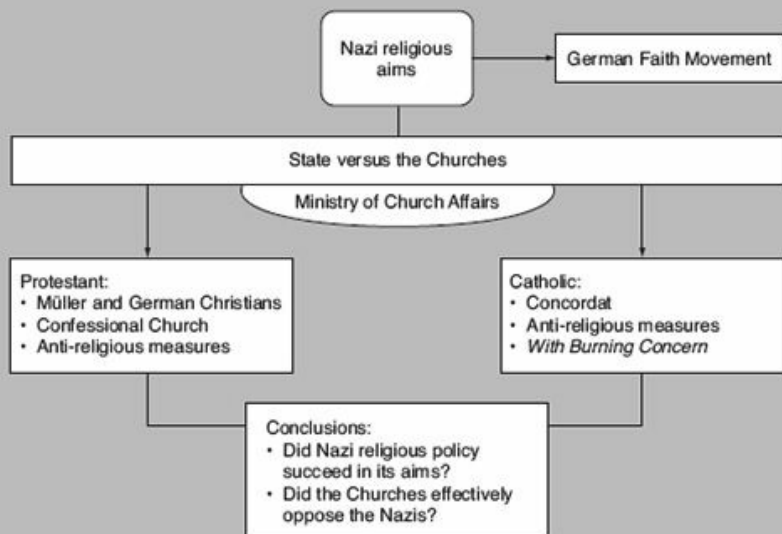 Nazi religious
aims
German Faith Movement
State versus the Churches
Ministry of Church Affairs
Protestant:
• Müller and German Christians
• Confessional Church
• Anti-religious measures
Catholic:
• Concordat
• Anti-religious measures
• With Burning Concern
Conclusions:
• Did Nazi religious policy
succeed in its aims?
• Did the Churches effectively
oppose the Nazis?